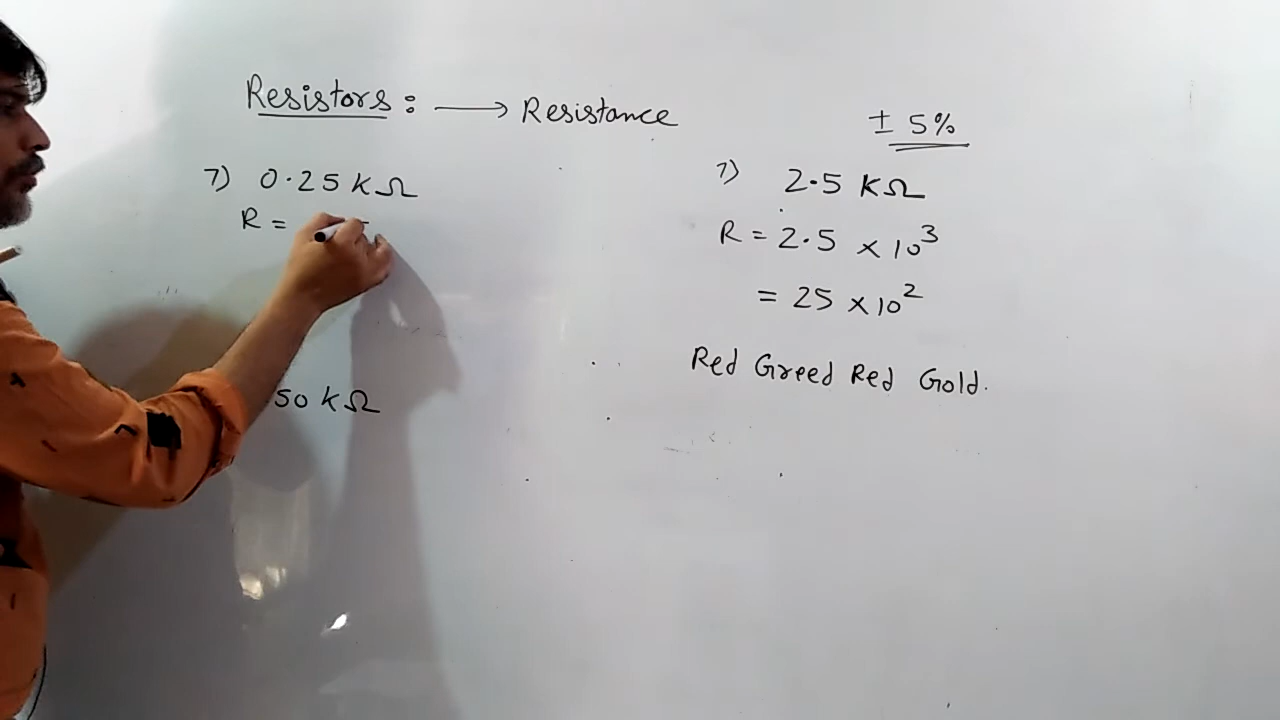 Resistors: → Resistance
± 5%
7) 0.25 KΩ
R =
50 KΩ
7) 2.5 KΩ
R = 2.5 × 10³
= 25 × 10²
Red Greed Red Gold.